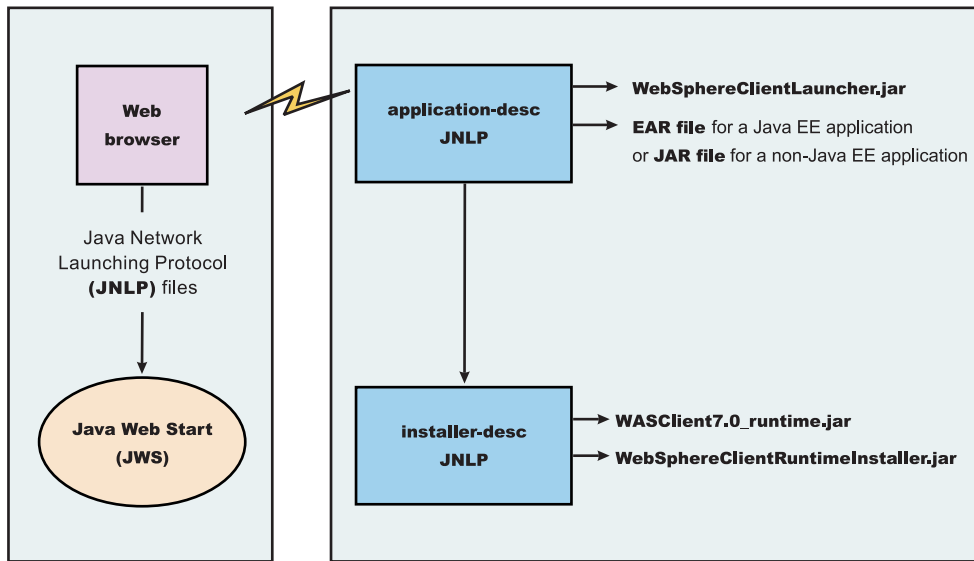 Web
browser
Java Network
Launching Protocol
(JNLP) files
Java Web Start
(JWS)
application-desc
JNLP
WebSphereClientLauncher.jar
EAR file for a Java EE application
or JAR file for a non-Java EE application
installer-desc
JNLP
WASClient7.0_runtime.jar
WebSphereClientRuntimeInstaller.jar